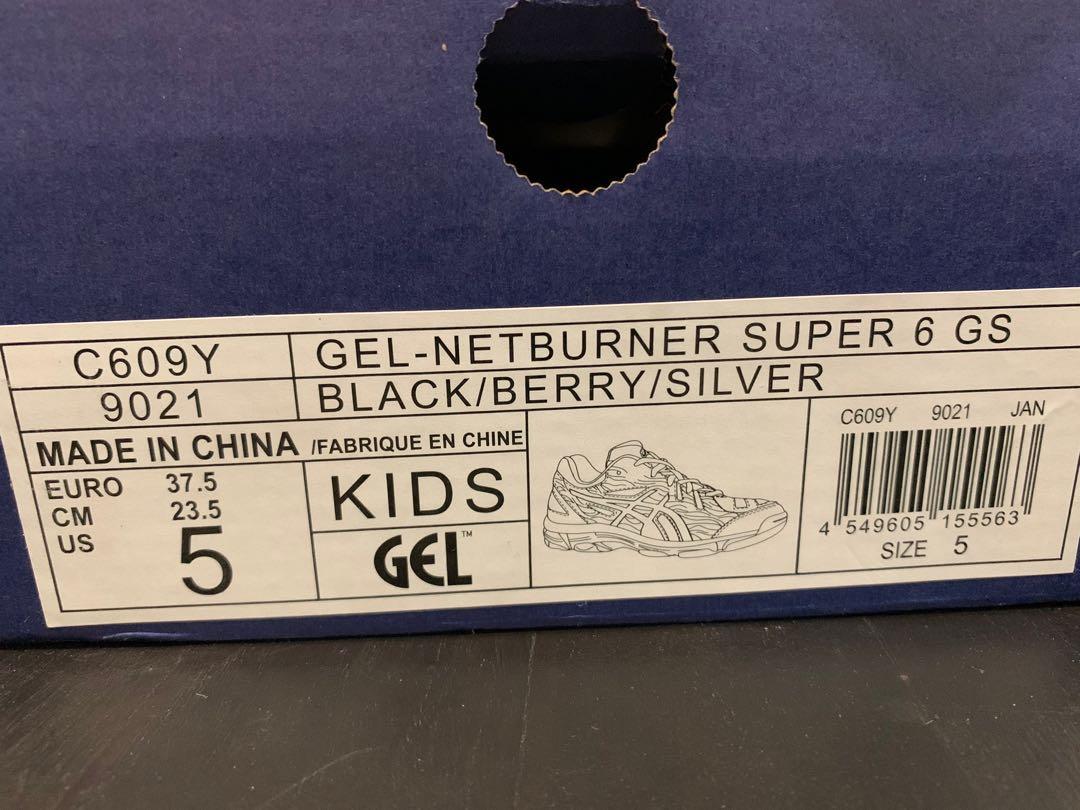 C609Y
GEL-NETBURNER SUPER 6 GS
9021
BLACK/BERRY/SILVER
MADE IN CHINA /FABRIQUE EN CHINE
EURO 37.5
CM 23.5
US 5
KIDS
GEL™
C609Y 9021 JAN
4 549605 155563
SIZE 5